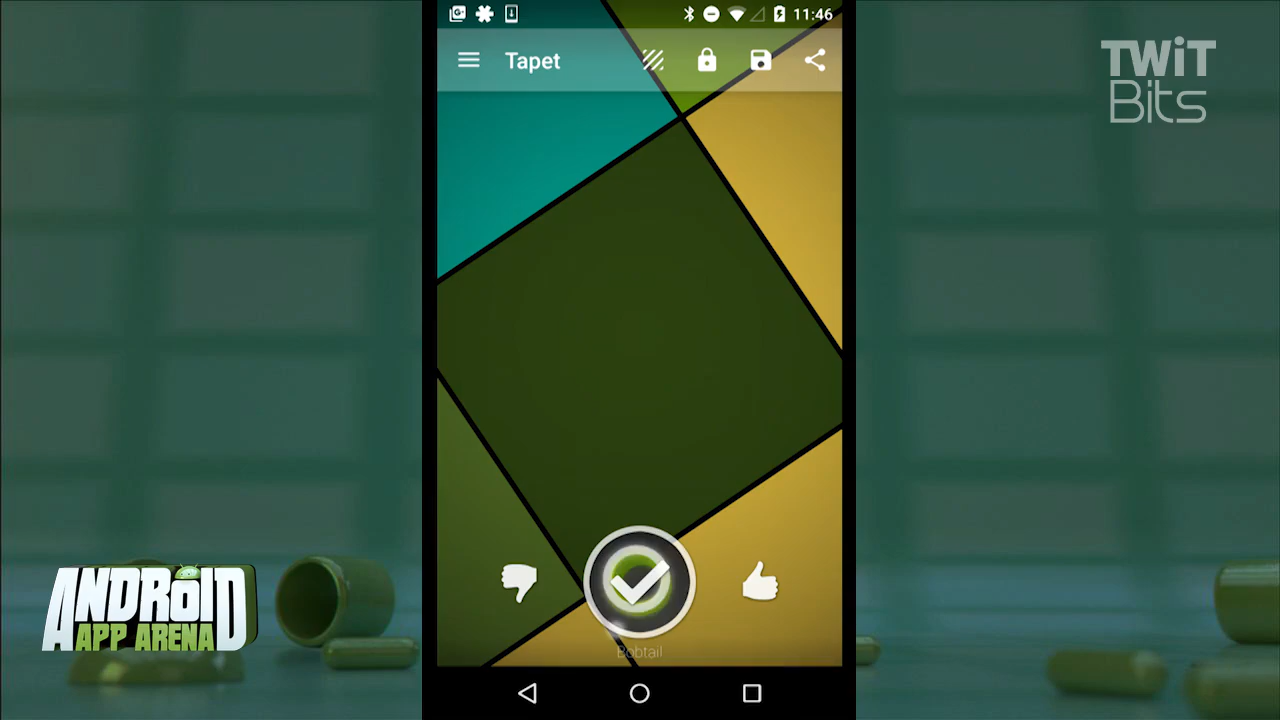 11:46
Tapet
TWiT
Bits
ANDROID
APP ARENA
Bobtail